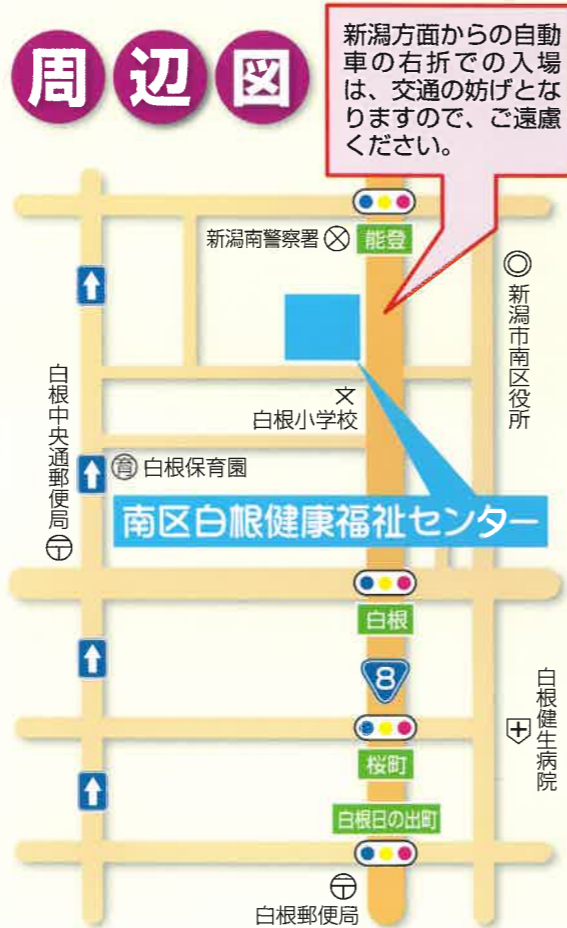 周辺図
新潟方面からの自動
車の右折での入場
は、交通の妨げとな
りますので、ご遠慮
ください。
新潟南警察署
能登
新潟市南区役所
白根小学校
白根中央通郵便局
育 白根保育園
南区白根健康福祉センター
白根
8
白根健生病院
桜町
白根日の出町
白根郵便局